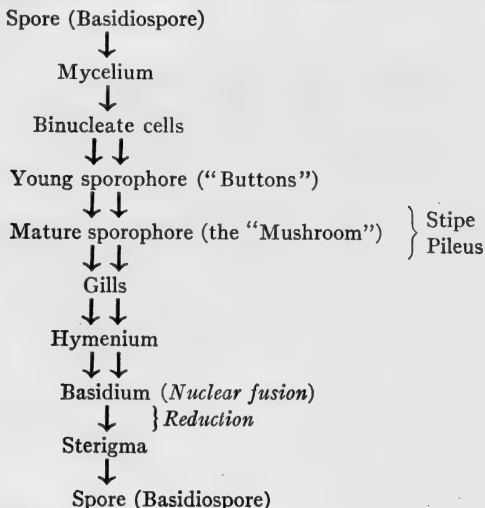 Spore (Basidiospore)
Mycelium
Binucleate cells
Young sporophore ("Buttons")
Mature sporophore (the "Mushroom") } Stipe
Pileus
Gills
Hymenium
Basidium (Nuclear fusion)
} Reduction
Sterigma
Spore (Basidiospore)